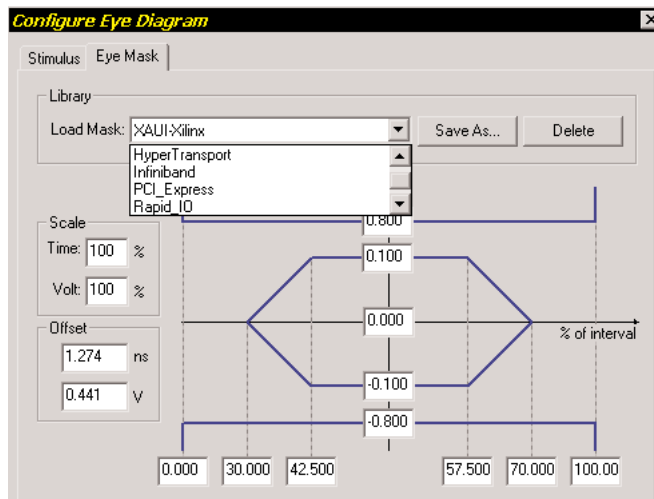 Configure Eye Diagram
Stimulus Eye Mask
Library
Load Mask: XAUI-Xilinx Save As... Delete
HyperTransport
Infiniband
PCI_Express
Rapid_IO
0.800
Scale
Time: 100 %
0.100
Volt: 100 %
0.000
% of interval
Offset
1.274 ns
-0.100
0.441 V
-0.800
0.000 30.000 42.500 57.500 70.000 100.00